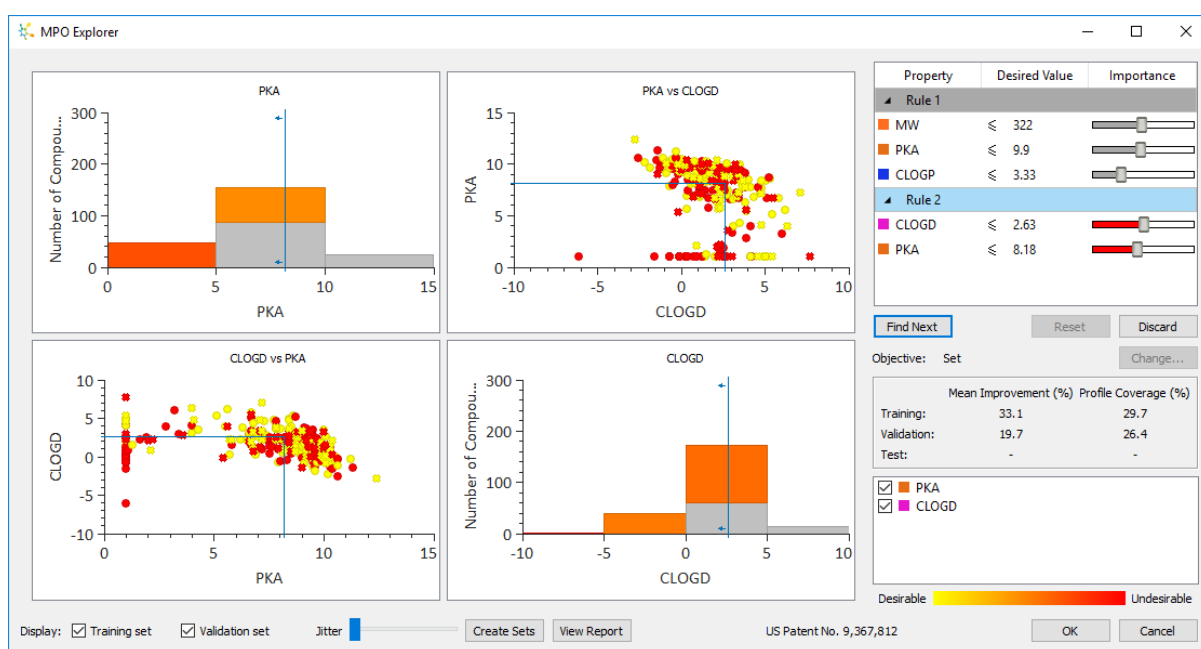 MPO Explorer
PKA
Number of Compou...
300
200
100
0
0 5 10 15
PKA
PKA vs CLOGD
PKA
15
10
5
0
-10 -5 0 5 10
CLOGD
CLOGD vs PKA
CLOGD
10
5
0
-5
-10
0 5 10 15
PKA
CLOGD
Number of Compou...
300
200
100
0
-10 -5 0 5 10
CLOGD
Property Desired Value Importance
Rule 1
MW ≤ 322
PKA ≤ 9.9
CLOGP ≤ 3.33
Rule 2
CLOGD ≤ 2.63
PKA ≤ 8.18
Find Next Reset Discard
Objective: Set Change...
Mean Improvement (%) Profile Coverage (%)
Training: 33.1 29.7
Validation: 19.7 26.4
Test: - -
PKA
CLOGD
Desirable Undesirable
Display: Training set Validation set Jitter Create Sets View Report US Patent No. 9,367,812 OK Cancel